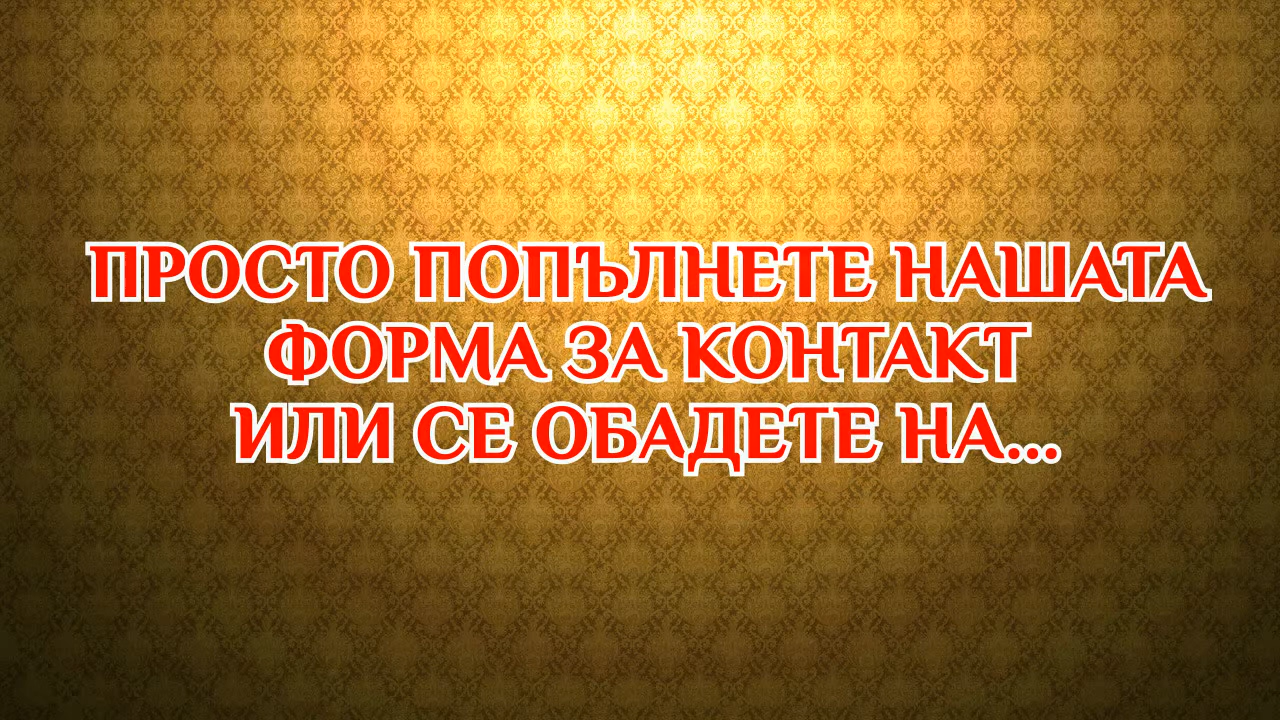 ПРОСТО ПОПЪЛНЕТЕ НАШАТА
ФОРМА ЗА КОНТАКТ
ИЛИ СЕ ОБАДЕТЕ НА...